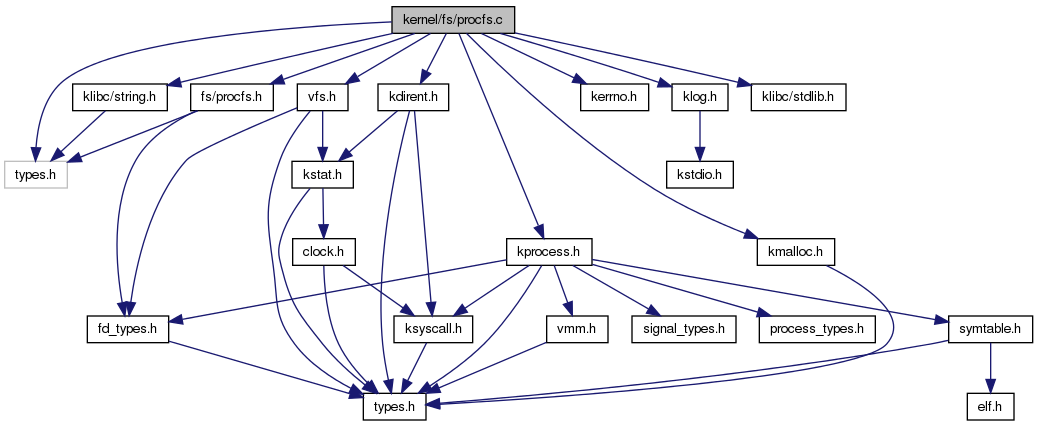 kernel/fs/procfs.c
klibc/string.h
fs/procfs.h
vfs.h
kdirent.h
kerrno.h
klog.h
klibc/stdlib.h
types.h
kstat.h
kstdio.h
clock.h
kprocess.h
kmalloc.h
fd_types.h
ksyscall.h
vmm.h
signal_types.h
process_types.h
symtable.h
types.h
elf.h